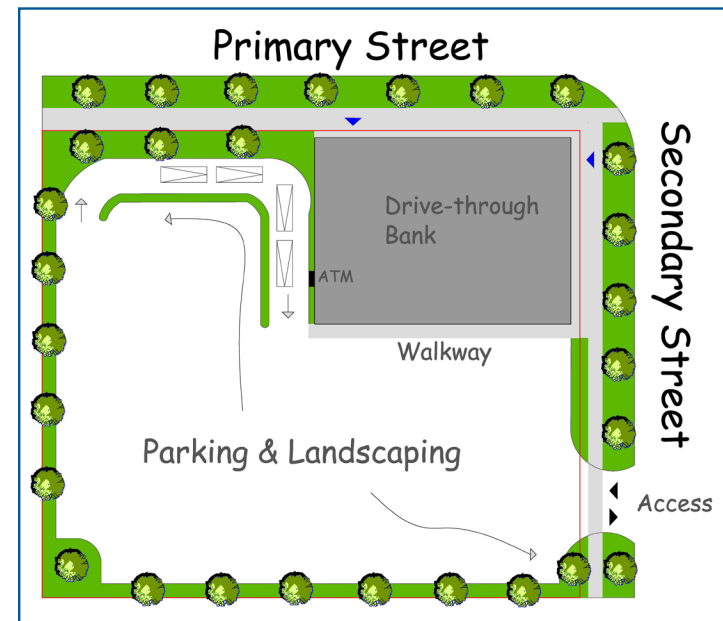 Primary Street
Secondary Street
Drive-through
Bank
ATM
Walkway
Parking & Landscaping
Access